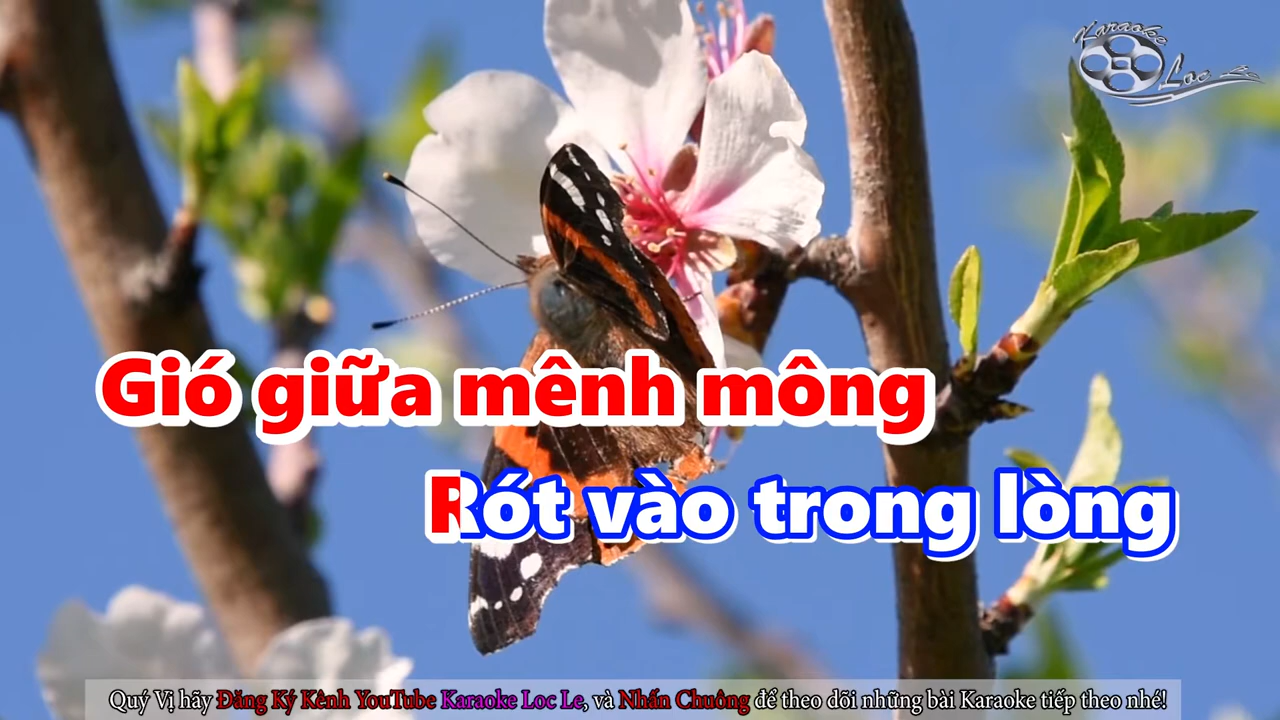 Karaoke
Loc Le
Gió giữa mênh mông
Rót vào trong lòng
Quý Vị hãy Đăng Ký Kênh YouTube Karaoke Loc Le, và Nhấn Chuông để theo dõi những bài Karaoke tiếp theo nhé!